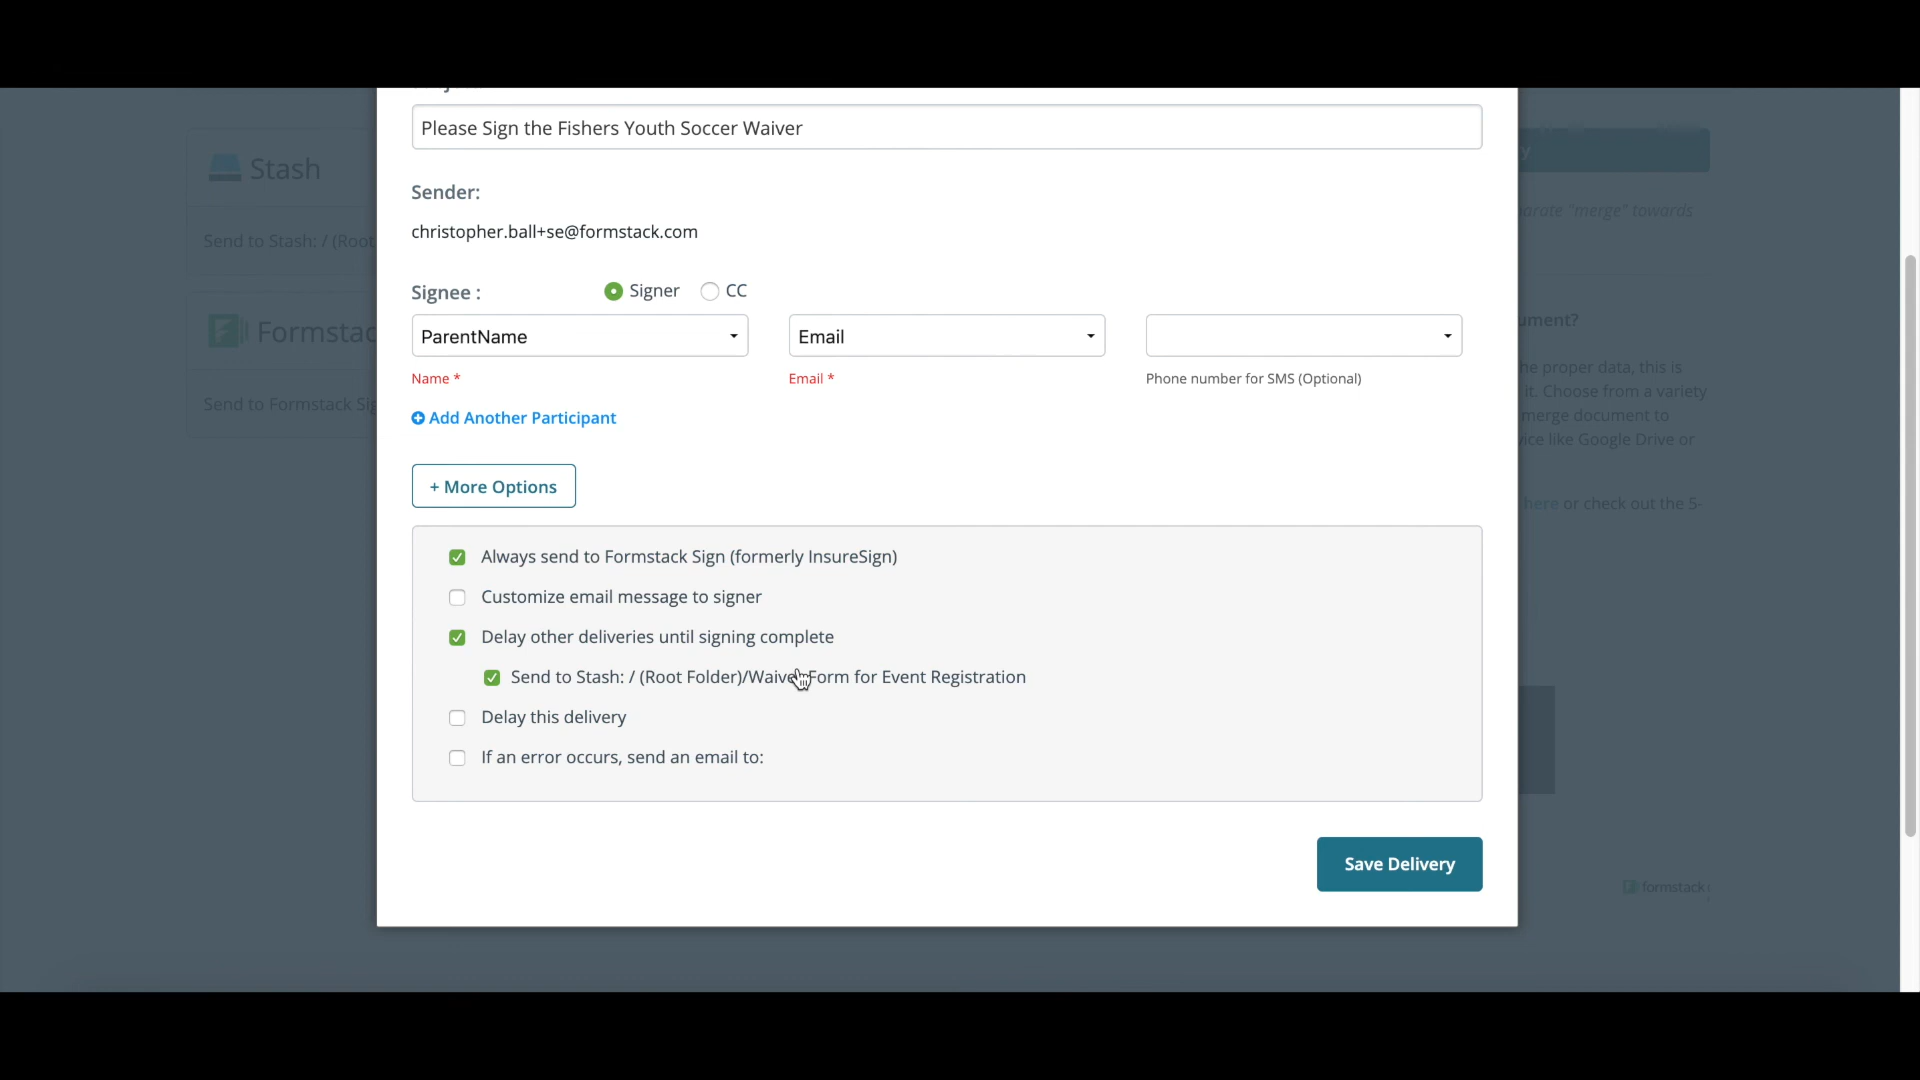 Please Sign the Fishers Youth Soccer Waiver
Stash
Sender:
arate "merge" towards
christopher.ball+se@formstack.com
Send to Stash: / (Root
Signee :
Signer
CC
ument?
Formstac
ParentName
Email
he proper data, this is
Name *
Email *
Phone number for SMS (Optional)
it. Choose from a variety
Send to Formstack Sig
merge document to
Add Another Participant
vice like Google Drive or
+ More Options
here or check out the 5-
Always send to Formstack Sign (formerly InsureSign)
Customize email message to signer
Delay other deliveries until signing complete
Send to Stash: / (Root Folder)/Waiver Form for Event Registration
Delay this delivery
If an error occurs, send an email to:
Save Delivery
formstack